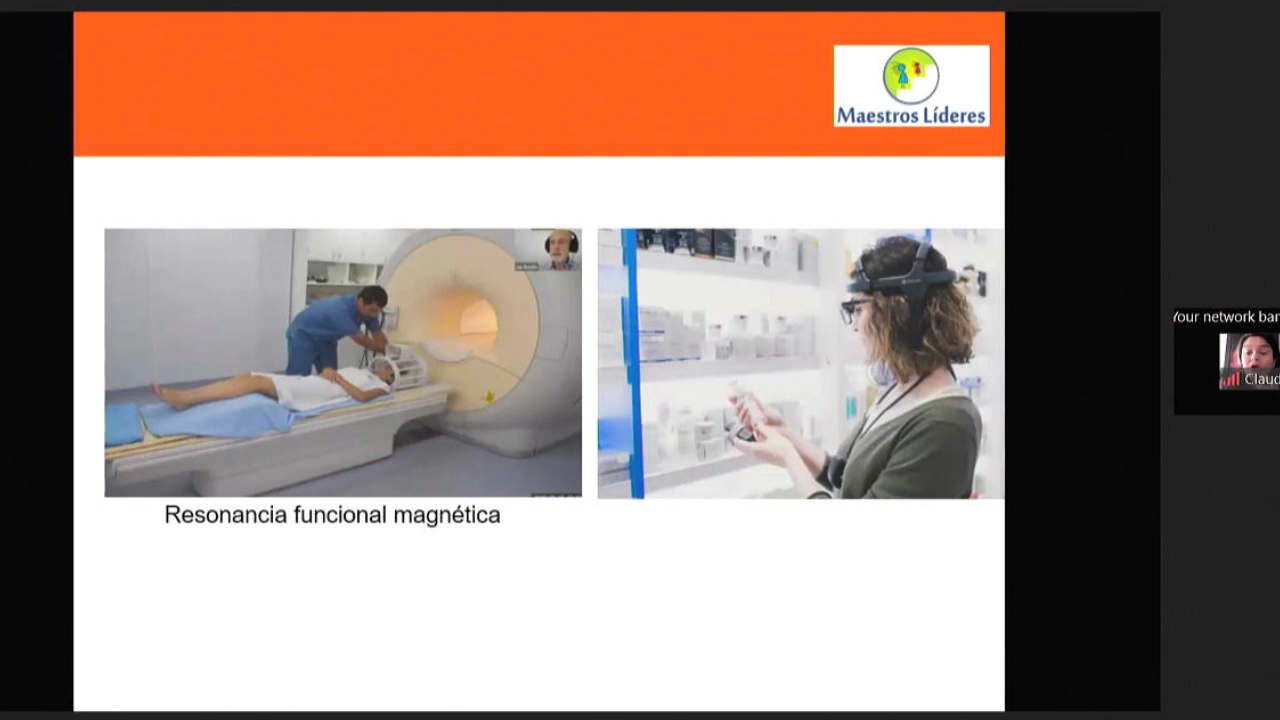 Maestros Líderes
Resonancia funcional magnética
Your network ban
Claud